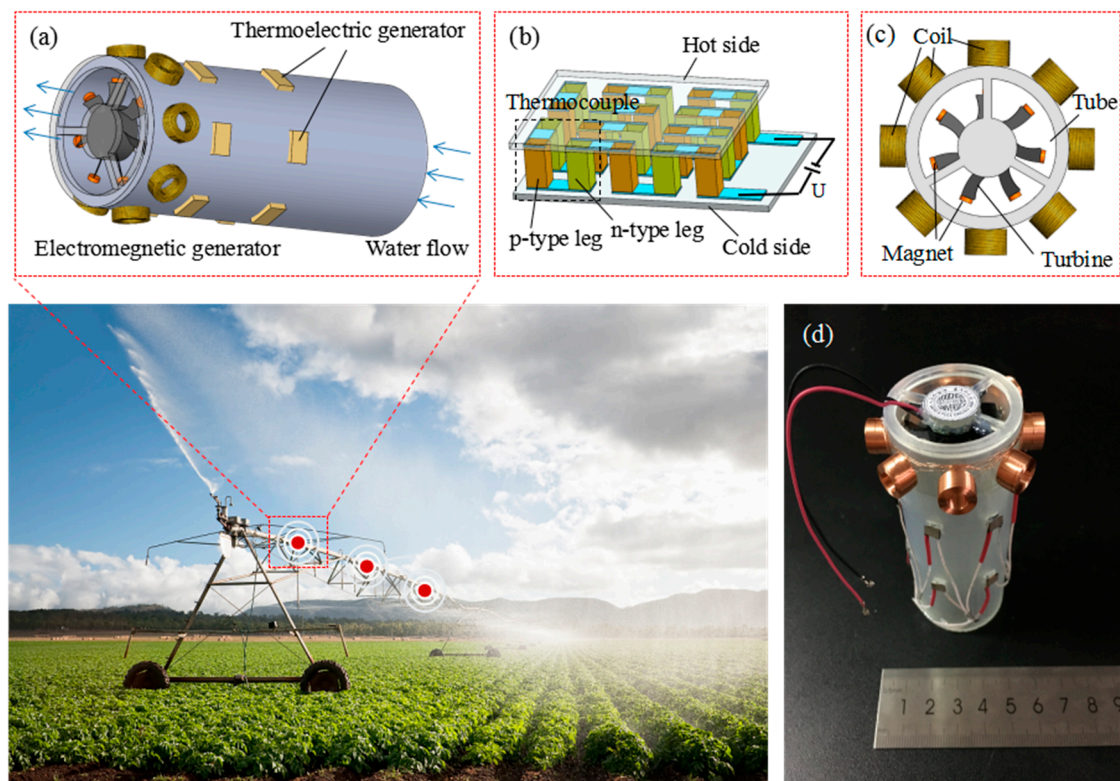 (a)
Thermoelectric generator
Electromagnetic generator
Water flow
(b)
Hot side
Thermocouple
U
p-type leg
n-type leg
Cold side
(c)
Coil
Tube
Magnet
Turbine
(d)
1 2 3 4 5 6 7 8 9